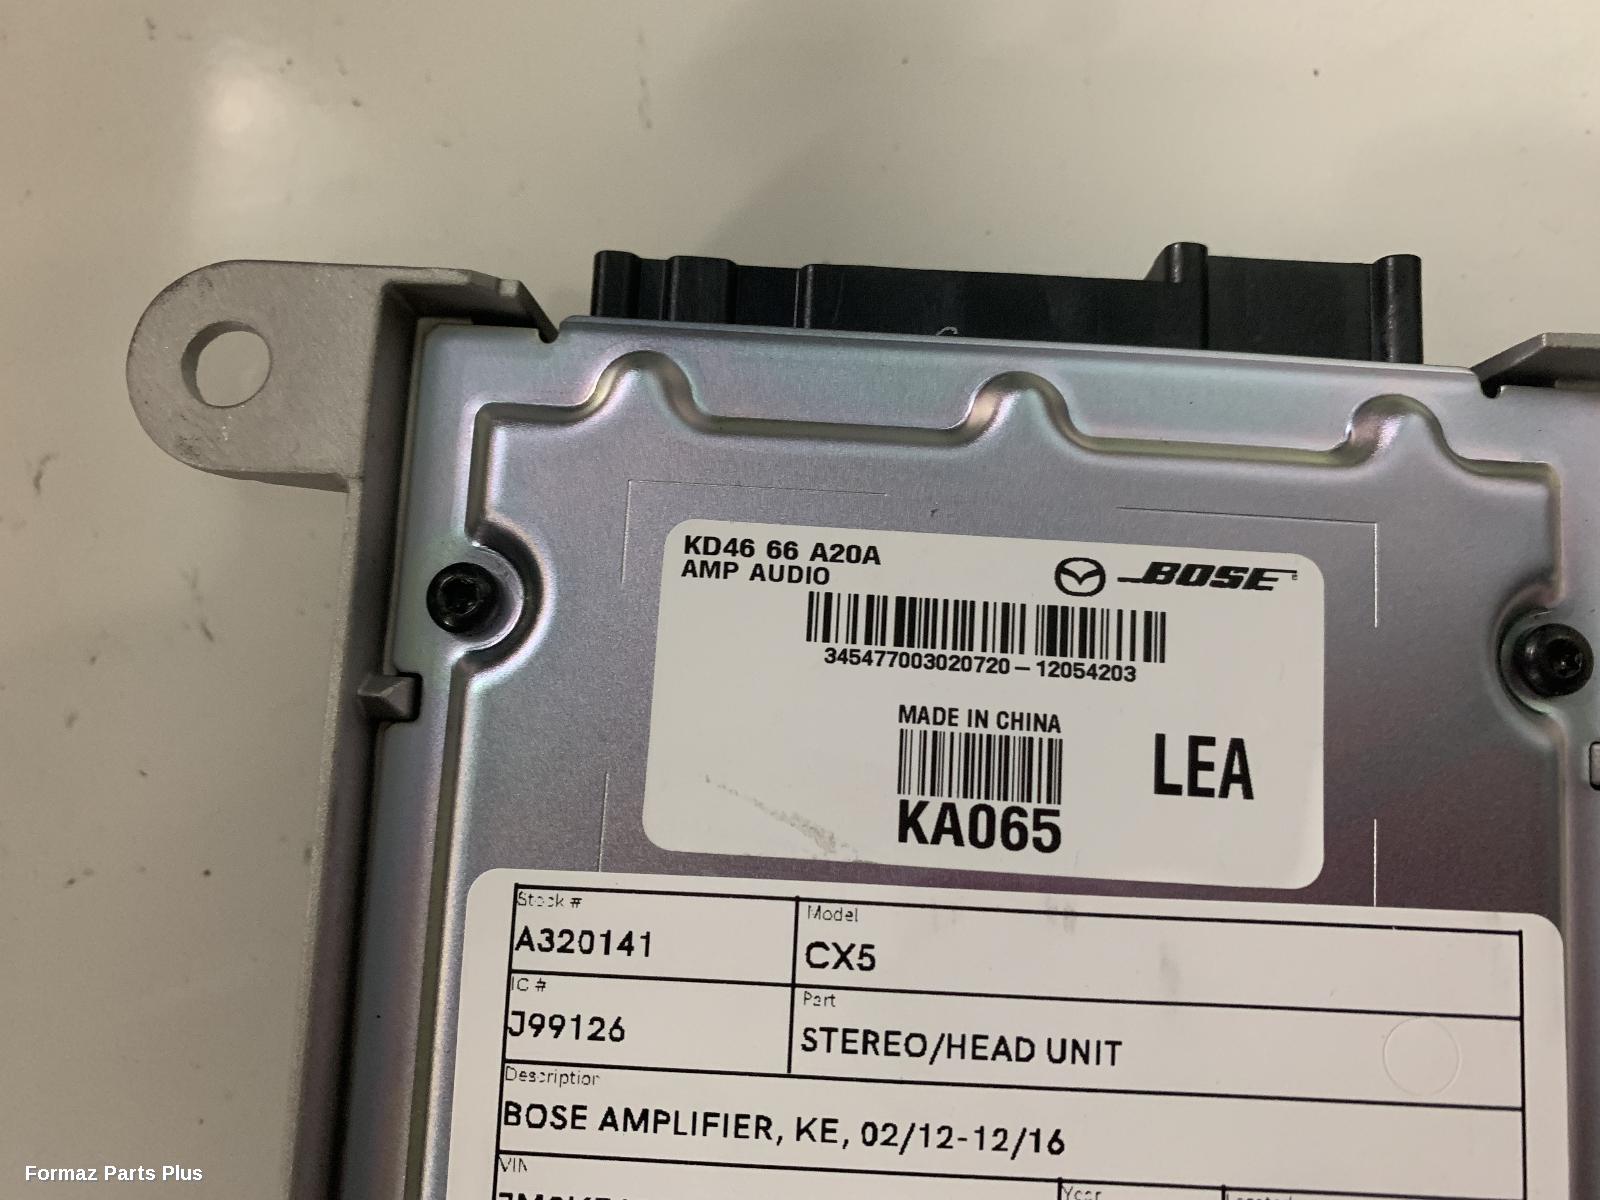 KD46 66 A20A
AMP AUDIO
BOSE
345477003020720-12054203
MADE IN CHINA
KA065
LEA
Stock #
A320141
Model
CX5
IC #
J99126
Part
STEREO/HEAD UNIT
Description
BOSE AMPLIFIER, KE, 02/12-12/16
VIN
Year
Formaz Parts Plus